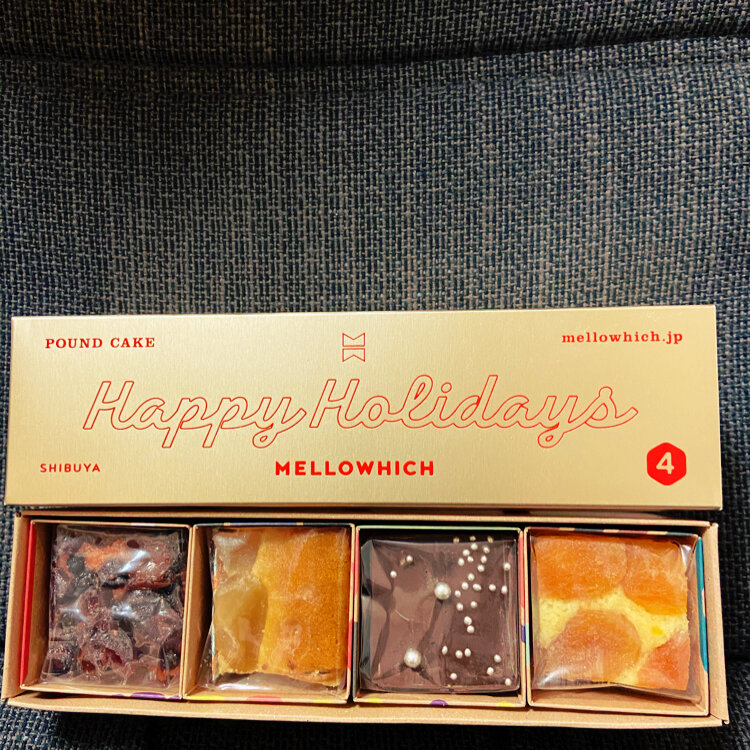 POUND CAKE
mellowhich.jp
Happy Holidays
SHIBUYA
MELLOWHICH
4